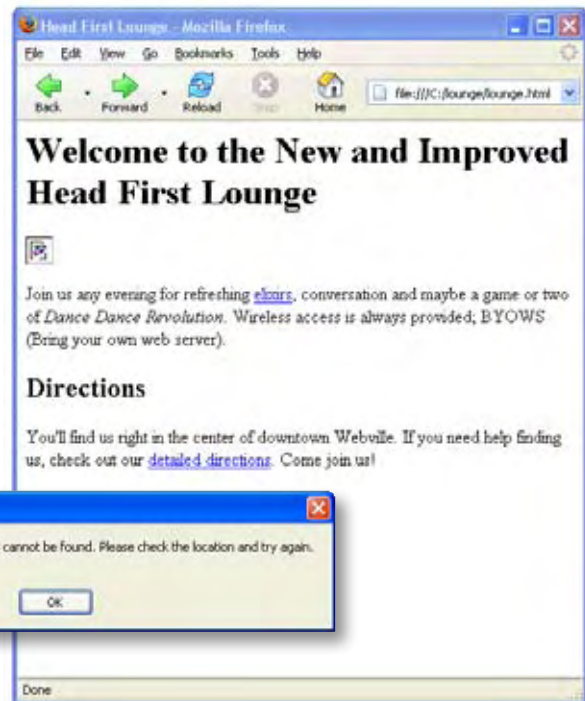 Head First Lounge - Mozilla Firefox
File Edit View Go Bookmarks Tools Help
Back Forward Reload Stop Home file:///C:/lounge/lounge.html
Welcome to the New and Improved
Head First Lounge
Join us any evening for refreshing elixirs, conversation and maybe a game or two
of Dance Dance Revolution. Wireless access is always provided; BYOWS
(Bring your own web server).
Directions
You'll find us right in the center of downtown Webville. If you need help finding
us, check out our detailed directions. Come join us!
cannot be found. Please check the location and try again.
OK
Done